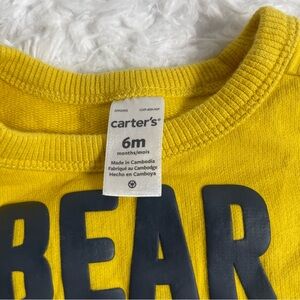 carter's®
6m
months/mois
Made in Cambodia
Fabriqué au Cambodge
Hecho en Camboya
BEAR